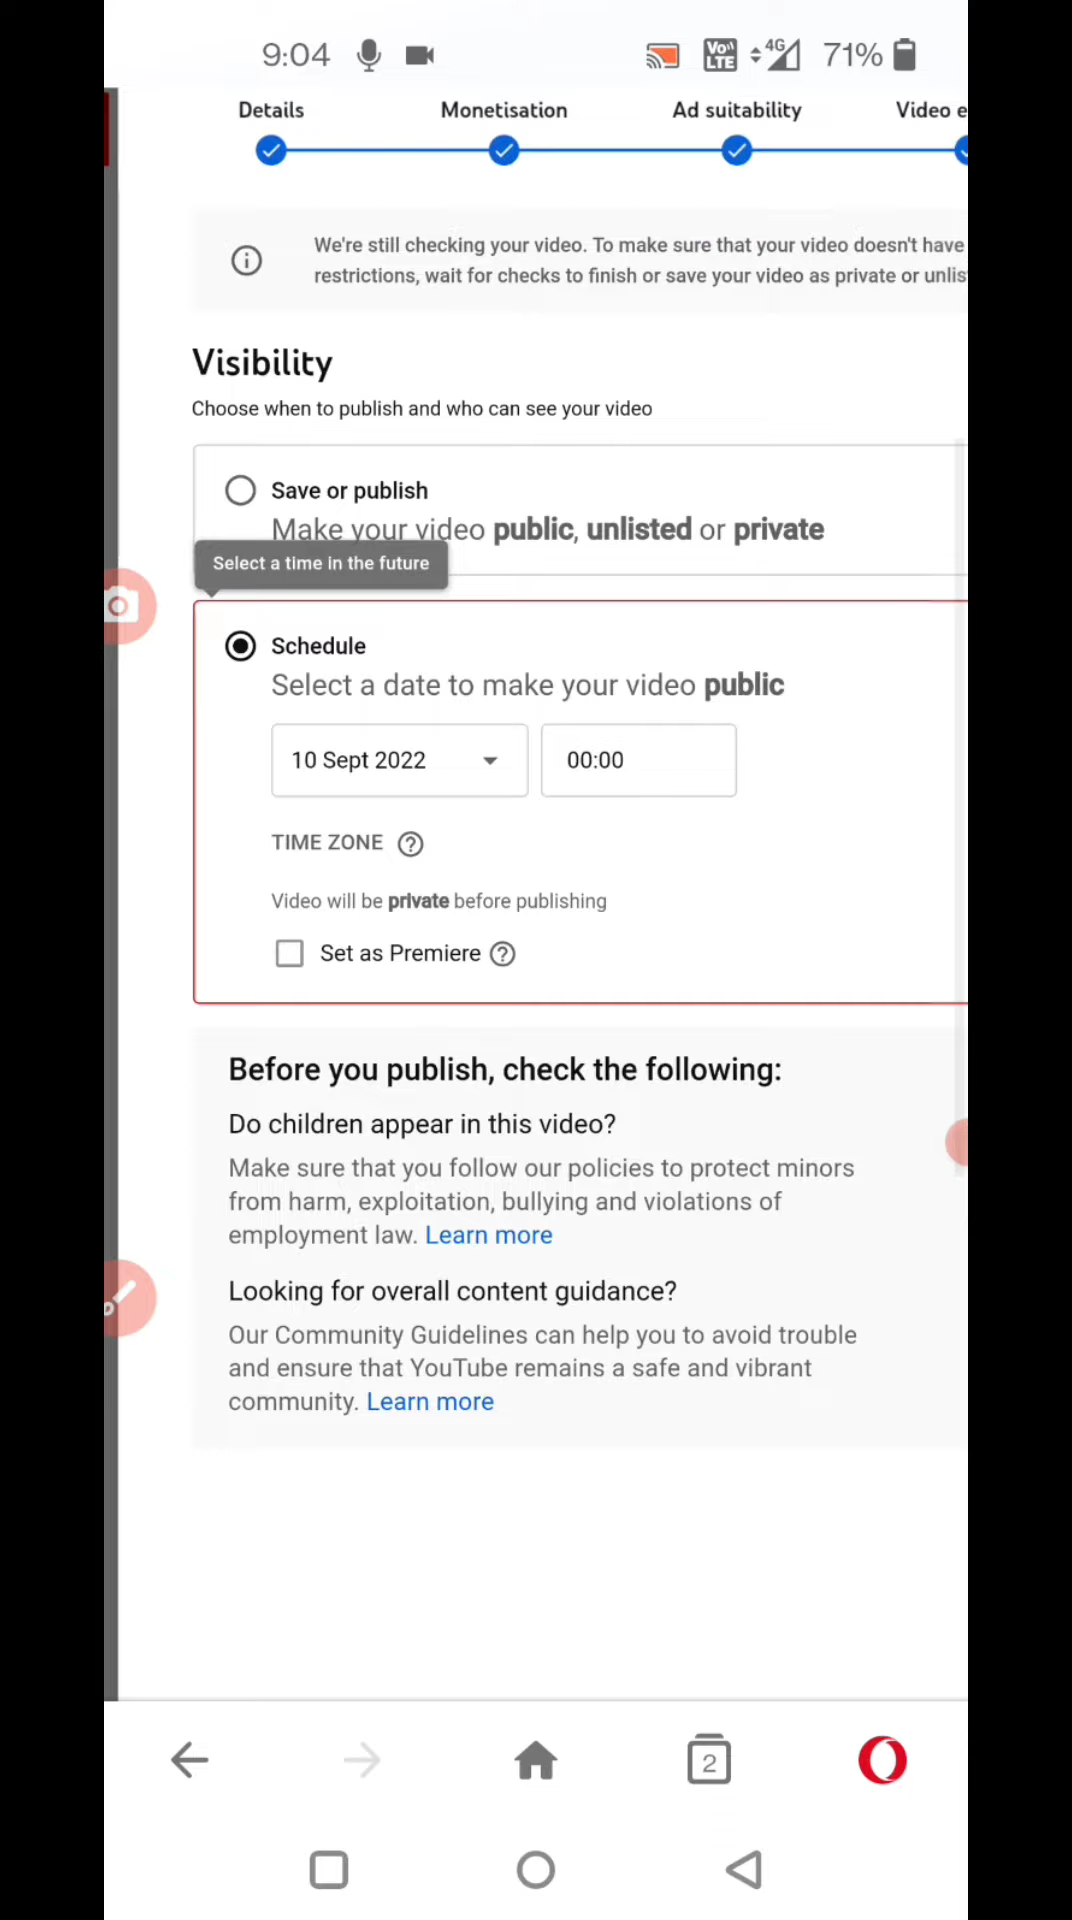 9:04 Vo LTE 4G 71%
Details Monetisation Ad suitability Video e
We're still checking your video. To make sure that your video doesn't have
restrictions, wait for checks to finish or save your video as private or unlis
Visibility
Choose when to publish and who can see your video
Save or publish
Make your video public, unlisted or private
Select a time in the future
Schedule
Select a date to make your video public
10 Sept 2022 00:00
TIME ZONE ?
Video will be private before publishing
Set as Premiere ?
Before you publish, check the following:
Do children appear in this video?
Make sure that you follow our policies to protect minors
from harm, exploitation, bullying and violations of
employment law. Learn more
Looking for overall content guidance?
Our Community Guidelines can help you to avoid trouble
and ensure that YouTube remains a safe and vibrant
community. Learn more
2